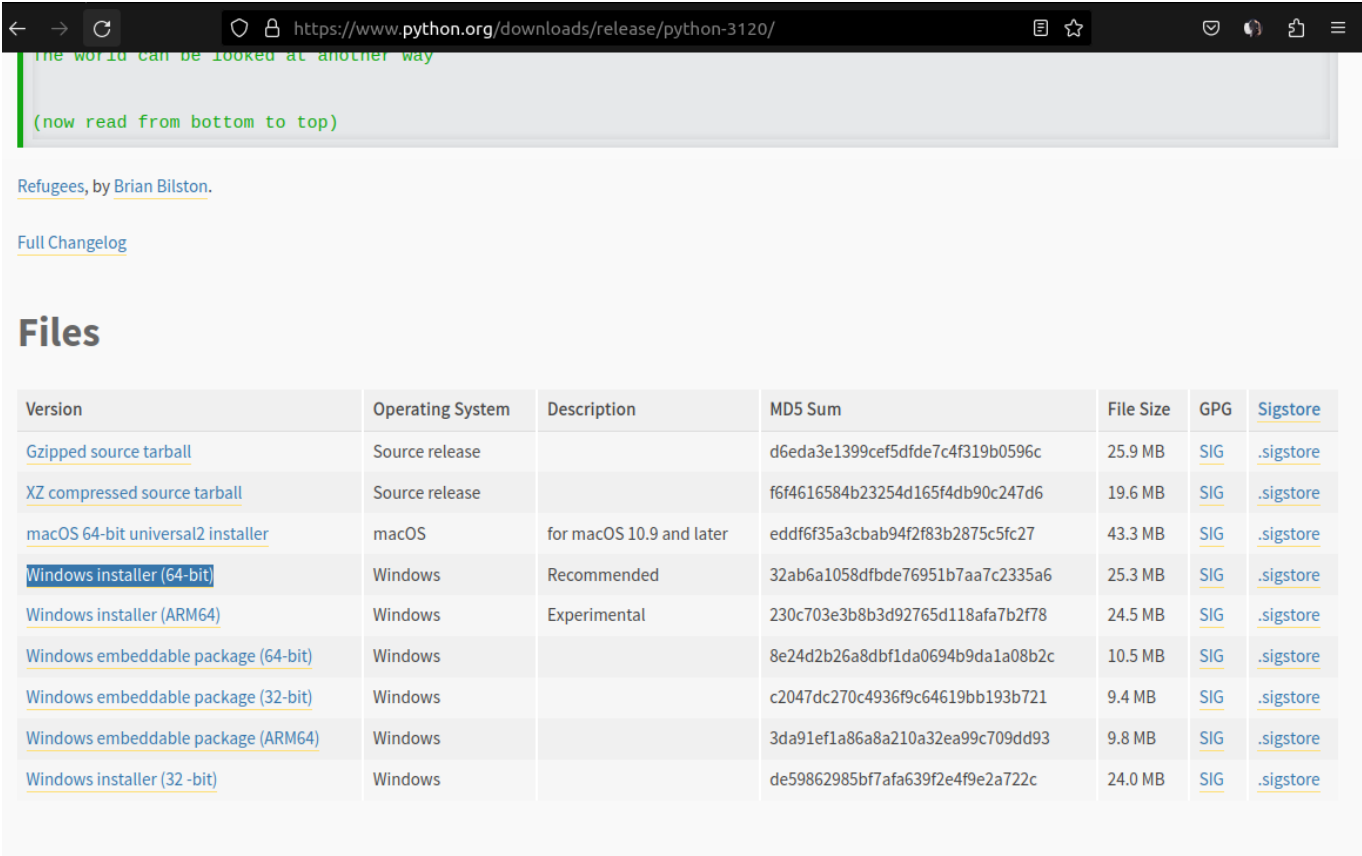 https://www.python.org/downloads/release/python-3120/
The world can be looked at another way
(now read from bottom to top)
Refugees, by Brian Bilston.
Full Changelog
Files
Version Operating System Description MD5 Sum File Size GPG Sigstore
Gzipped source tarball Source release d6eda3e1399cef5dfde7c4f319b0596c 25.9 MB SIG .sigstore
XZ compressed source tarball Source release f6f4616584b23254d165f4db90c247d6 19.6 MB SIG .sigstore
macOS 64-bit universal2 installer macOS for macOS 10.9 and later eddf6f35a3cbab94f2f83b2875c5fc27 43.3 MB SIG .sigstore
Windows installer (64-bit) Windows Recommended 32ab6a1058dfbde76951b7aa7c2335a6 25.3 MB SIG .sigstore
Windows installer (ARM64) Windows Experimental 230c703e3b8b3d92765d118afa7b2f78 24.5 MB SIG .sigstore
Windows embeddable package (64-bit) Windows 8e24d2b26a8dbf1da0694b9da1a08b2c 10.5 MB SIG .sigstore
Windows embeddable package (32-bit) Windows c2047dc270c4936f9c64619bb193b721 9.4 MB SIG .sigstore
Windows embeddable package (ARM64) Windows 3da91ef1a86a8a210a32ea99c709dd93 9.8 MB SIG .sigstore
Windows installer (32 -bit) Windows de59862985bf7afa639f2e4f9e2a722c 24.0 MB SIG .sigstore